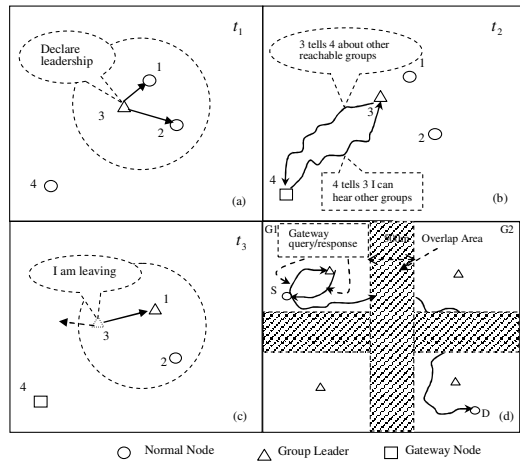 t1
Declare
leadership
1
3
2
4
(a)
t2
3 tells 4 about other
reachable groups
1
3
2
4
4 tells 3 I can
hear other groups
(b)
t3
I am leaving
1
3
2
4
(c)
G1
G2
Gateway
query/response
Overlap Area
S
D
(d)
Normal Node
Group Leader
Gateway Node